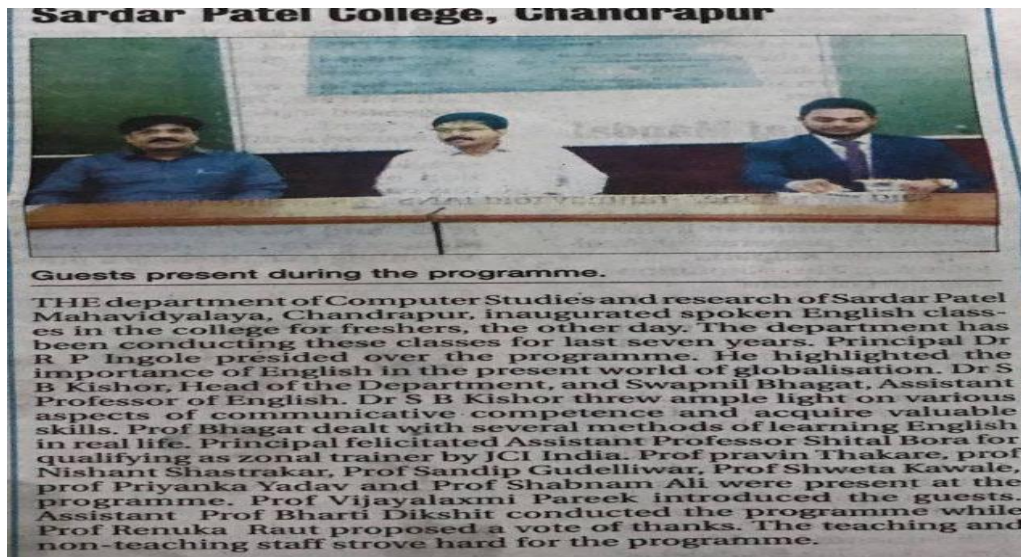 Sardar Patel College, Chandrapur
Guests present during the programme.
THE department of Computer Studies and research of Sardar Patel
Mahavidyalaya, Chandrapur, inaugurated spoken English class-
es in the college for freshers, the other day. The department has
been conducting these classes for last seven years. Principal Dr
R P Ingole presided over the programme. He highlighted the
importance of English in the present world of globalisation. Dr S
B Kishor, Head of the Department, and Swapnil Bhagat, Assistant
Professor of English. Dr S B Kishor threw ample light on various
aspects of communicative competence and acquire valuable
skills. Prof Bhagat dealt with several methods of learning English
in real life. Principal felicitated Assistant Professor Shital Bora for
qualifying as zonal trainer by JCI India. Prof pravin Thakare, prof
Nishant Shastrakar, Prof Sandip Gudelliwar, Prof Shweta Kawale,
prof Priyanka Yadav and Prof Shabnam Ali were present at the
programme. Prof Vijayalaxmi Pareek introduced the guests.
Assistant Prof Bharti Dikshit conducted the programme while
Prof Renuka Raut proposed a vote of thanks. The teaching and
non-teaching staff strove hard for the programme.